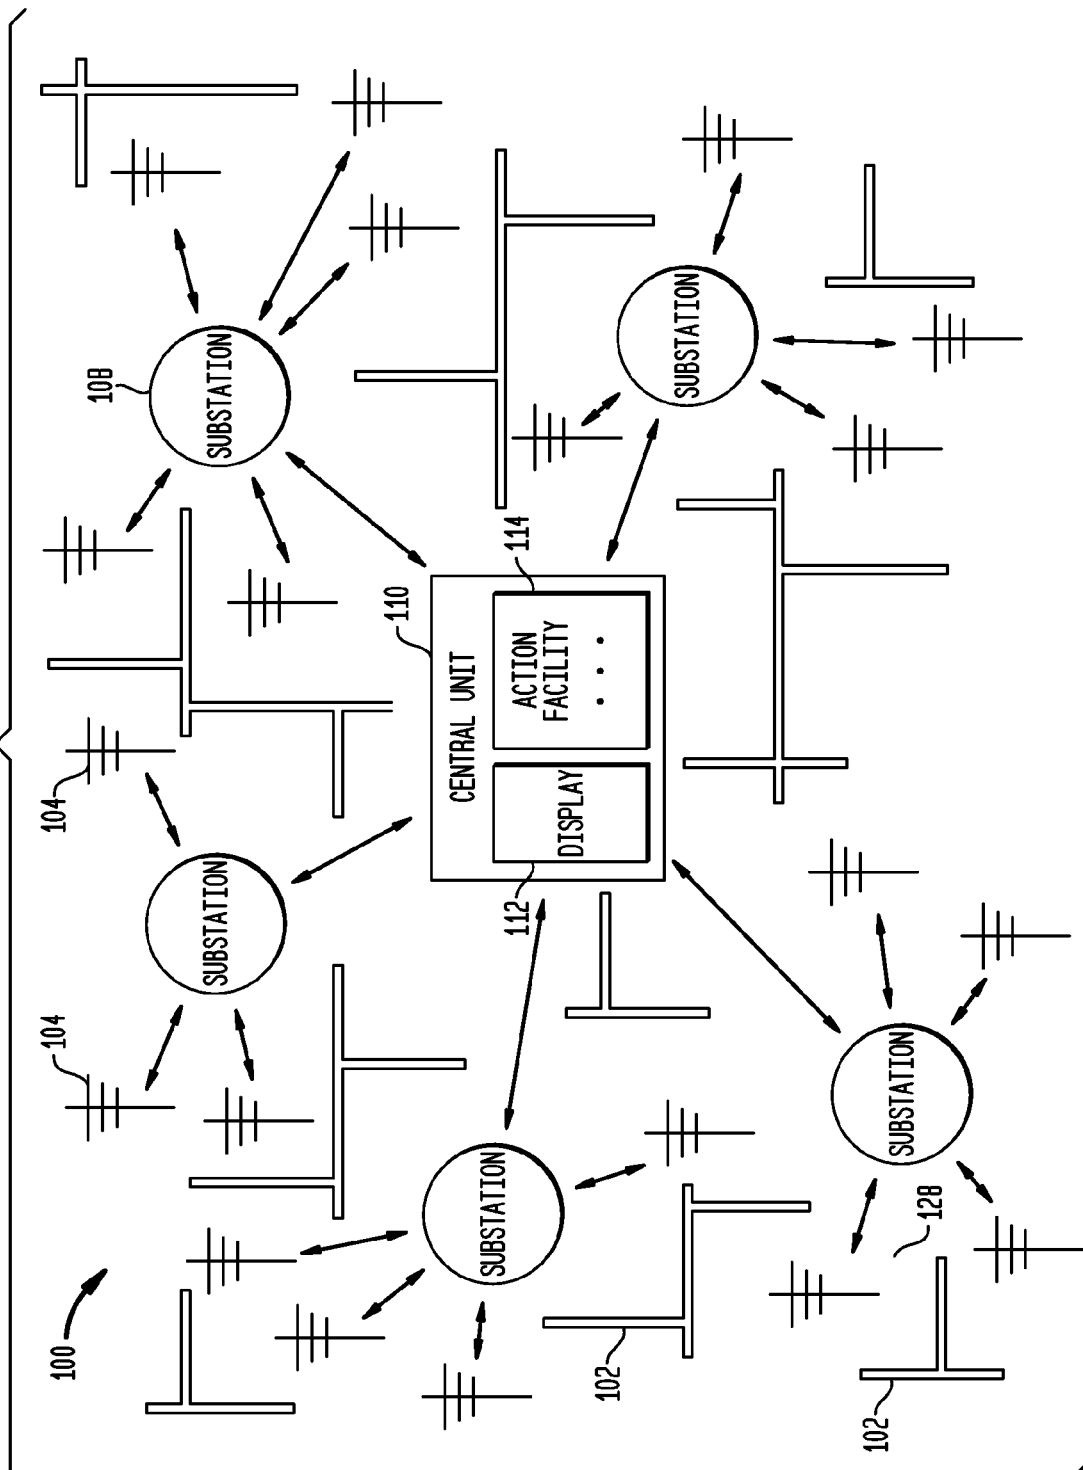 100
104
104
108
SUBSTATION
SUBSTATION
110
CENTRAL UNIT
SUBSTATION
112
114
DISPLAY
ACTION
FACILITY
. . .
102
SUBSTATION
102
SUBSTATION
128